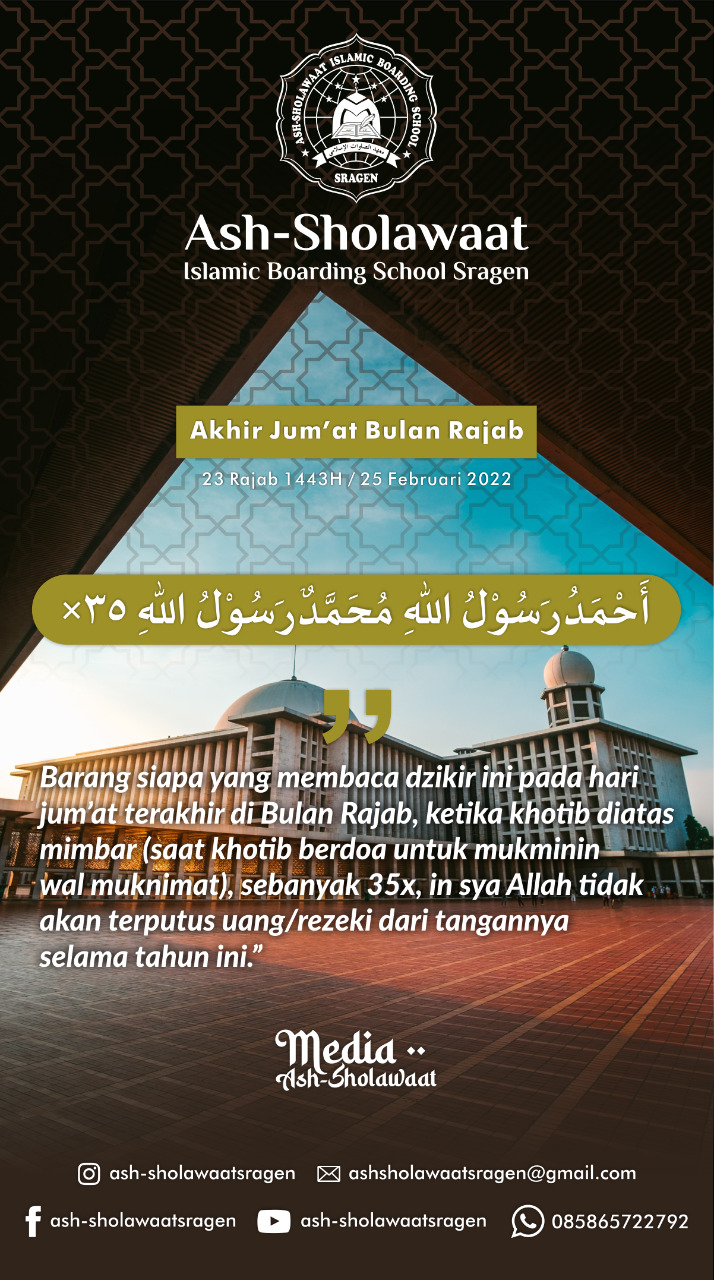 ASH-SHOLAWAAT ISLAMIC BOARDING SCHOOL
معهد الصلوات الإسلامي
SRAGEN
Ash-Sholawaat
Islamic Boarding School Sragen
Akhir Jum'at Bulan Rajab
23 Rajab 1443H / 25 Februari 2022
أَحْمَدُ رَسُوْلُ اللهِ مُحَمَّدٌ رَسُوْلُ اللهِ ٣٥×
”
Barang siapa yang membaca dzikir ini pada hari
jum'at terakhir di Bulan Rajab, ketika khotib diatas
mimbar (saat khotib berdoa untuk mukminin
wal muknimat), sebanyak 35x, in sya Allah tidak
akan terputus uang/rezeki dari tangannya
selama tahun ini.”
Media
Ash-Sholawaat
ash-sholawaatsragen ashsholawaatsragen@gmail.com
ash-sholawaatsragen ash-sholawaatsragen 085865722792